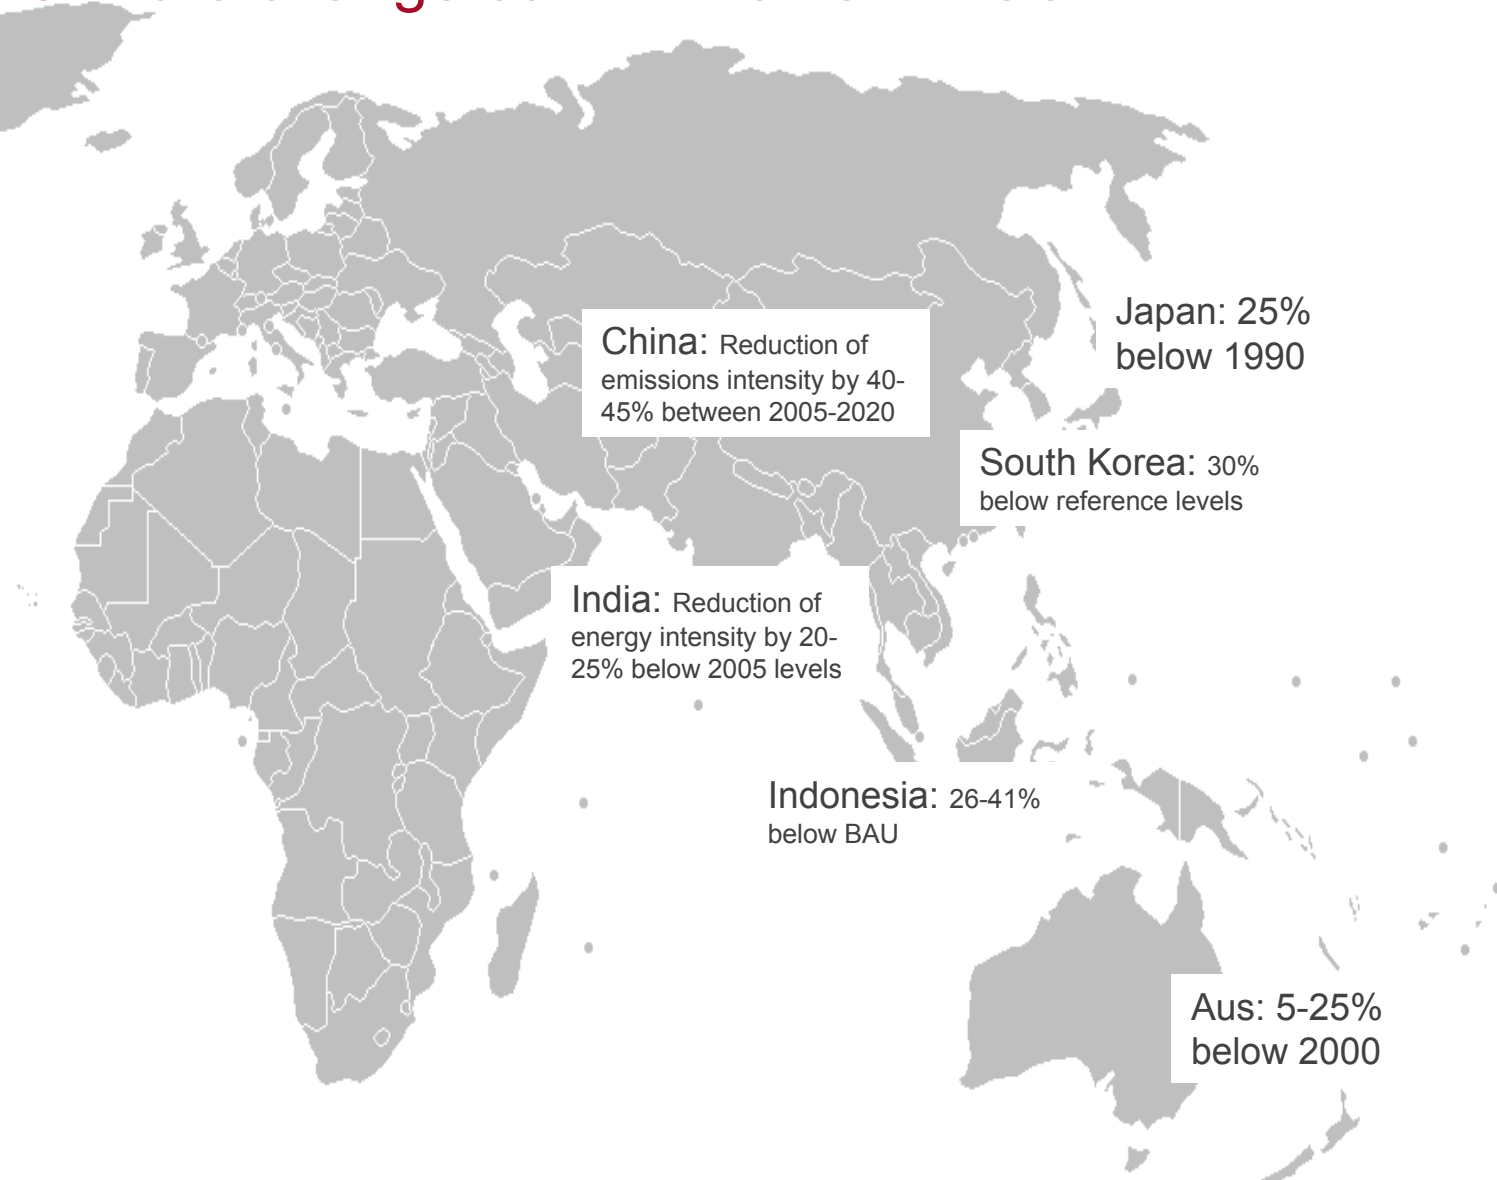 Japan: 25%
below 1990
China: Reduction of
emissions intensity by 40-
45% between 2005-2020
South Korea: 30%
below reference levels
India: Reduction of
energy intensity by 20-
25% below 2005 levels
Indonesia: 26-41%
below BAU
Aus: 5-25%
below 2000